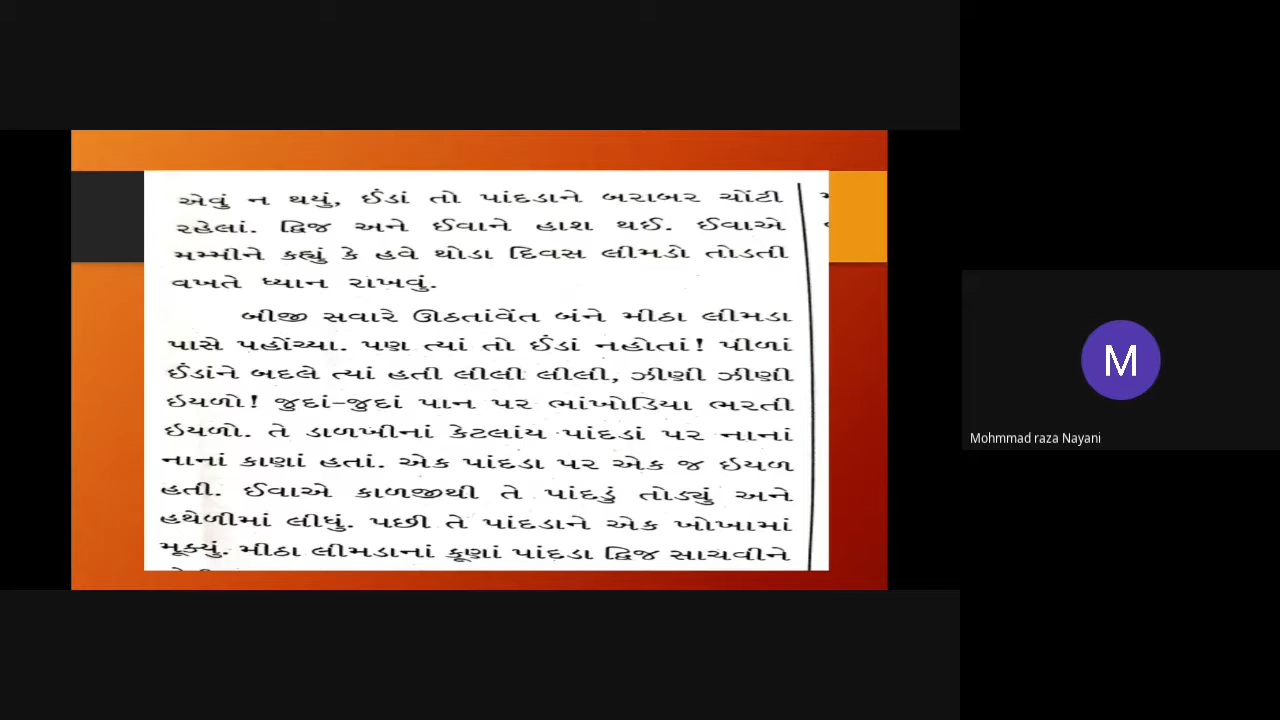 એવું ન થયું, ઈંડાં તો પાંદડાને બરાબર ચોંટી
રહેલાં. દ્વિજ અને ઈવાને હાશ થઈ. ઈવાએ
મમ્મીને કહ્યું કે હવે થોડા દિવસ લીમડો તોડતી
વખતે ધ્યાન રાખવું.
બીજી સવારે ઊઠતાંવેંત બંને મીઠા લીમડા
પાસે પહોંચ્યા. પણ ત્યાં તો ઈંડાં નહોતાં! પીળાં
ઈંડાંને બદલે ત્યાં હતી લીલી લીલી, ઝીણી ઝીણી
ઇયળો! જુદાં-જુદાં પાન પર ભાંખોડિયા ભરતી
ઇયળો. તે ડાળખીનાં કેટલાંય પાંદડાં પર નાનાં
નાનાં કાણાં હતાં. એક પાંદડા પર એક જ ઇયળ
હતી. ઈવાએ કાળજીથી તે પાંદડું તોડ્યું અને
હથેળીમાં લીધું. પછી તે પાંદડાને એક ખોખામાં
મૂક્યું. મીઠા લીમડાનાં કૂણાં પાંદડા દ્વિજ સાચવીને
M
Mohmmad raza Nayani